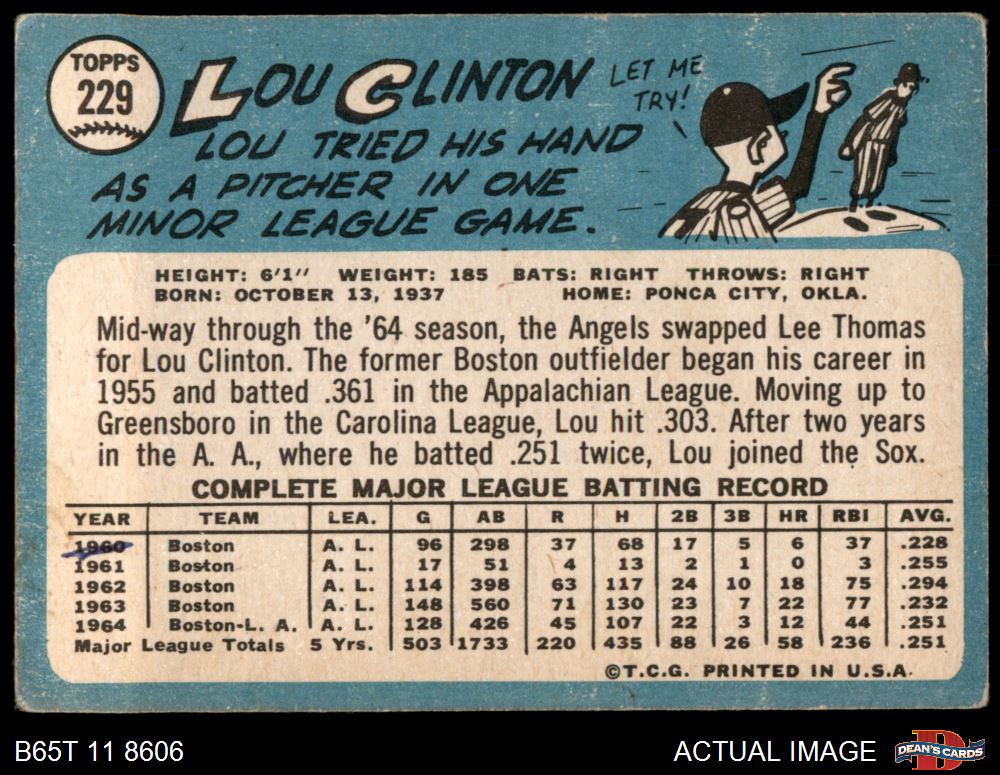 TOPPS
229
LOU CLINTON
LET ME
TRY!
LOU TRIED HIS HAND
AS A PITCHER IN ONE
MINOR LEAGUE GAME.
HEIGHT: 6'1" WEIGHT: 185 BATS: RIGHT THROWS: RIGHT
BORN: OCTOBER 13, 1937 HOME: PONCA CITY, OKLA.
Mid-way through the '64 season, the Angels swapped Lee Thomas
for Lou Clinton. The former Boston outfielder began his career in
1955 and batted .361 in the Appalachian League. Moving up to
Greensboro in the Carolina League, Lou hit .303. After two years
in the A. A., where he batted .251 twice, Lou joined the Sox.
COMPLETE MAJOR LEAGUE BATTING RECORD
YEAR TEAM LEA. G AB R H 2B 3B HR RBI AVG.
1960 Boston A. L. 96 298 37 68 17 5 6 37 .228
1961 Boston A. L. 17 51 4 13 2 1 0 3 .255
1962 Boston A. L. 114 398 63 117 24 10 18 75 .294
1963 Boston A. L. 148 560 71 130 23 7 22 77 .232
1964 Boston-L. A. A. L. 128 426 45 107 22 3 12 44 .251
Major League Totals 5 Yrs. 503 1733 220 435 88 26 58 236 .251
©T.C.G. PRINTED IN U.S.A.
B65T 11 8606 ACTUAL IMAGE DEAN'S CARDS